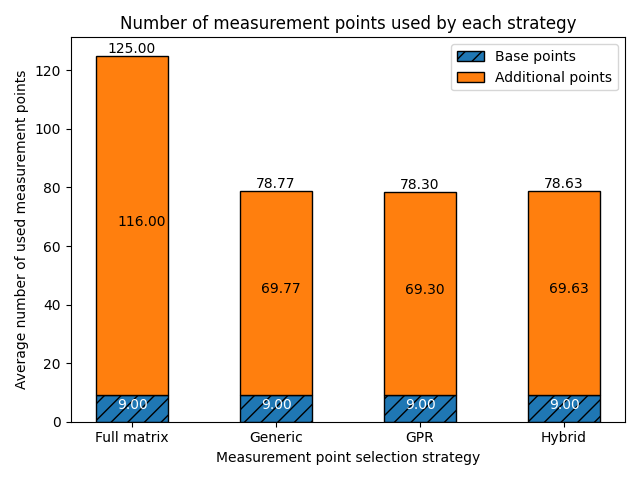 Number of measurement points used by each strategy
Base points
Additional points
Average number of used measurement points
120
100
80
60
40
20
0
125.00
78.77
78.30
78.63
116.00
69.77
69.30
69.63
9.00
9.00
9.00
9.00
Full matrix
Generic
GPR
Hybrid
Measurement point selection strategy